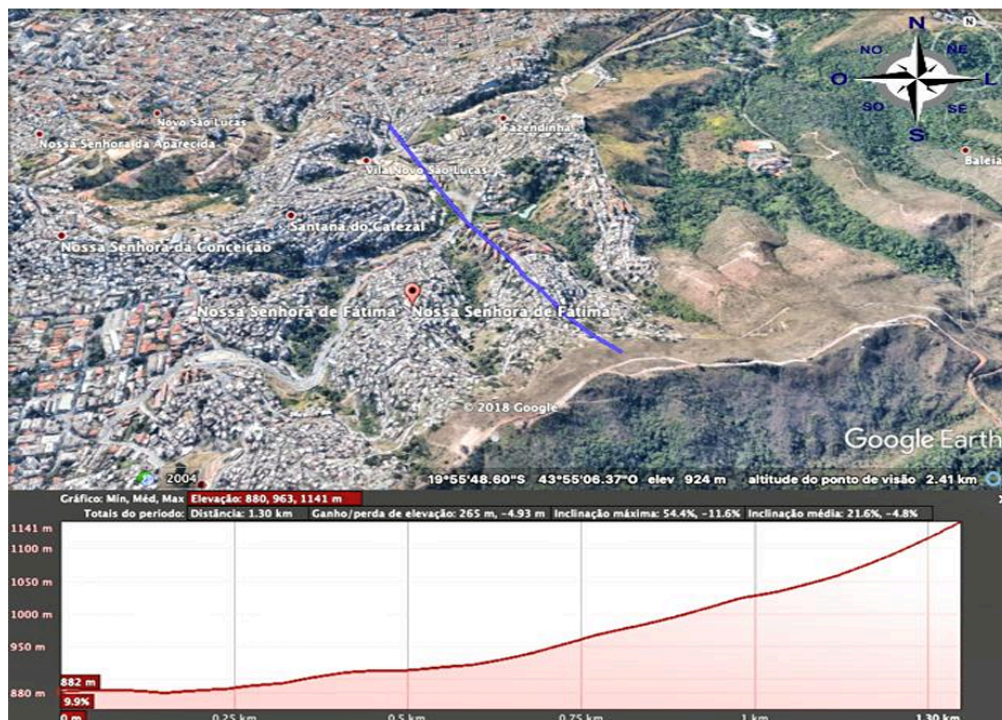 N
N
NO
NE
O
L
SO
SE
S
Novo São Lucas
Nossa Senhora da Aparecida
Fazendinha
Baleia
Vila Novo São Lucas
Santana do Cafezal
Nossa Senhora da Conceição
Nossa Senhora de Fátima
Nossa Senhora de Fátima
© 2018 Google
Google Earth
2004
19°55'48.60"S 43°55'06.37"O elev 924 m altitude do ponto de visão 2.41 km
Gráfico: Mín, Méd, Max Elevação: 880, 963, 1141 m
Totais do período: Distância: 1.30 km Ganho/perda de elevação: 265 m, -4.93 m Inclinação máxima: 54.4%, -11.6% Inclinação média: 21.6%, -4.8%
1141 m
1100 m
1050 m
1000 m
950 m
882 m
880 m
9.9%
0 m 0.25 km 0.5 km 0.75 km 1 km 1.30 km